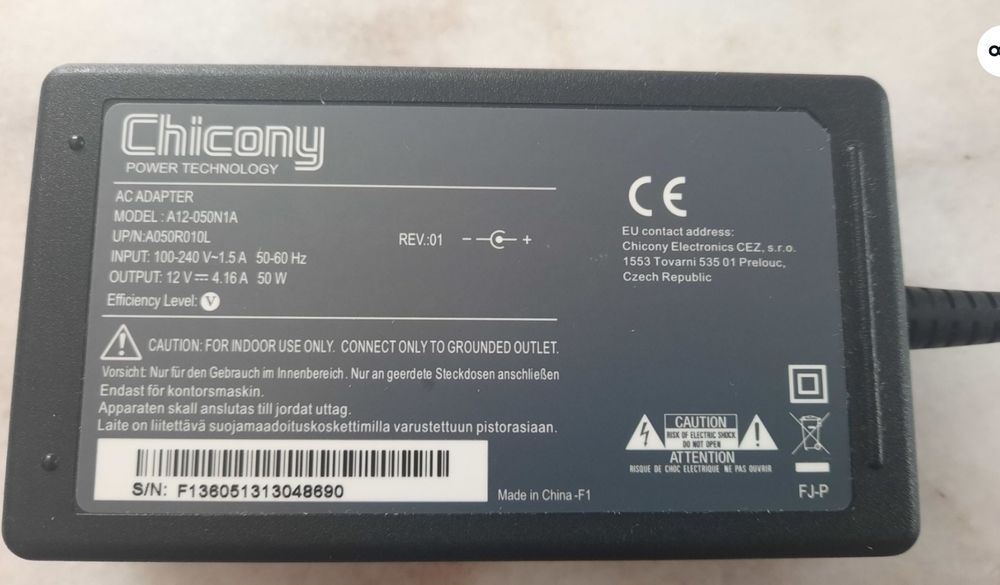 Chicony
POWER TECHNOLOGY
AC ADAPTER
MODEL : A12-050N1A
UP/N:A050R010L
INPUT: 100-240 V~1.5 A 50-60 Hz
OUTPUT: 12 V⎓ 4.16 A 50 W
Efficiency Level: V
REV.:01
- +
CE
EU contact address:
Chicony Electronics CEZ, s.r.o.
1553 Tovarni 535 01 Prelouc,
Czech Republic
CAUTION: FOR INDOOR USE ONLY. CONNECT ONLY TO GROUNDED OUTLET.
Vorsicht: Nur für den Gebrauch im Innenbereich. Nur an geerdete Steckdosen anschließen
Endast för kontorsmaskin.
Apparaten skall anslutas till jordat uttag.
Laite on liitettävä suojamaadoituskoskettimilla varustettuun pistorasiaan.
S/N: F136051313048690
Made in China -F1
CAUTION
RISK OF ELECTRIC SHOCK
DO NOT OPEN
ATTENTION
RISQUE DE CHOC ELECTRIQUE NE PAS OUVRIR
FJ-P